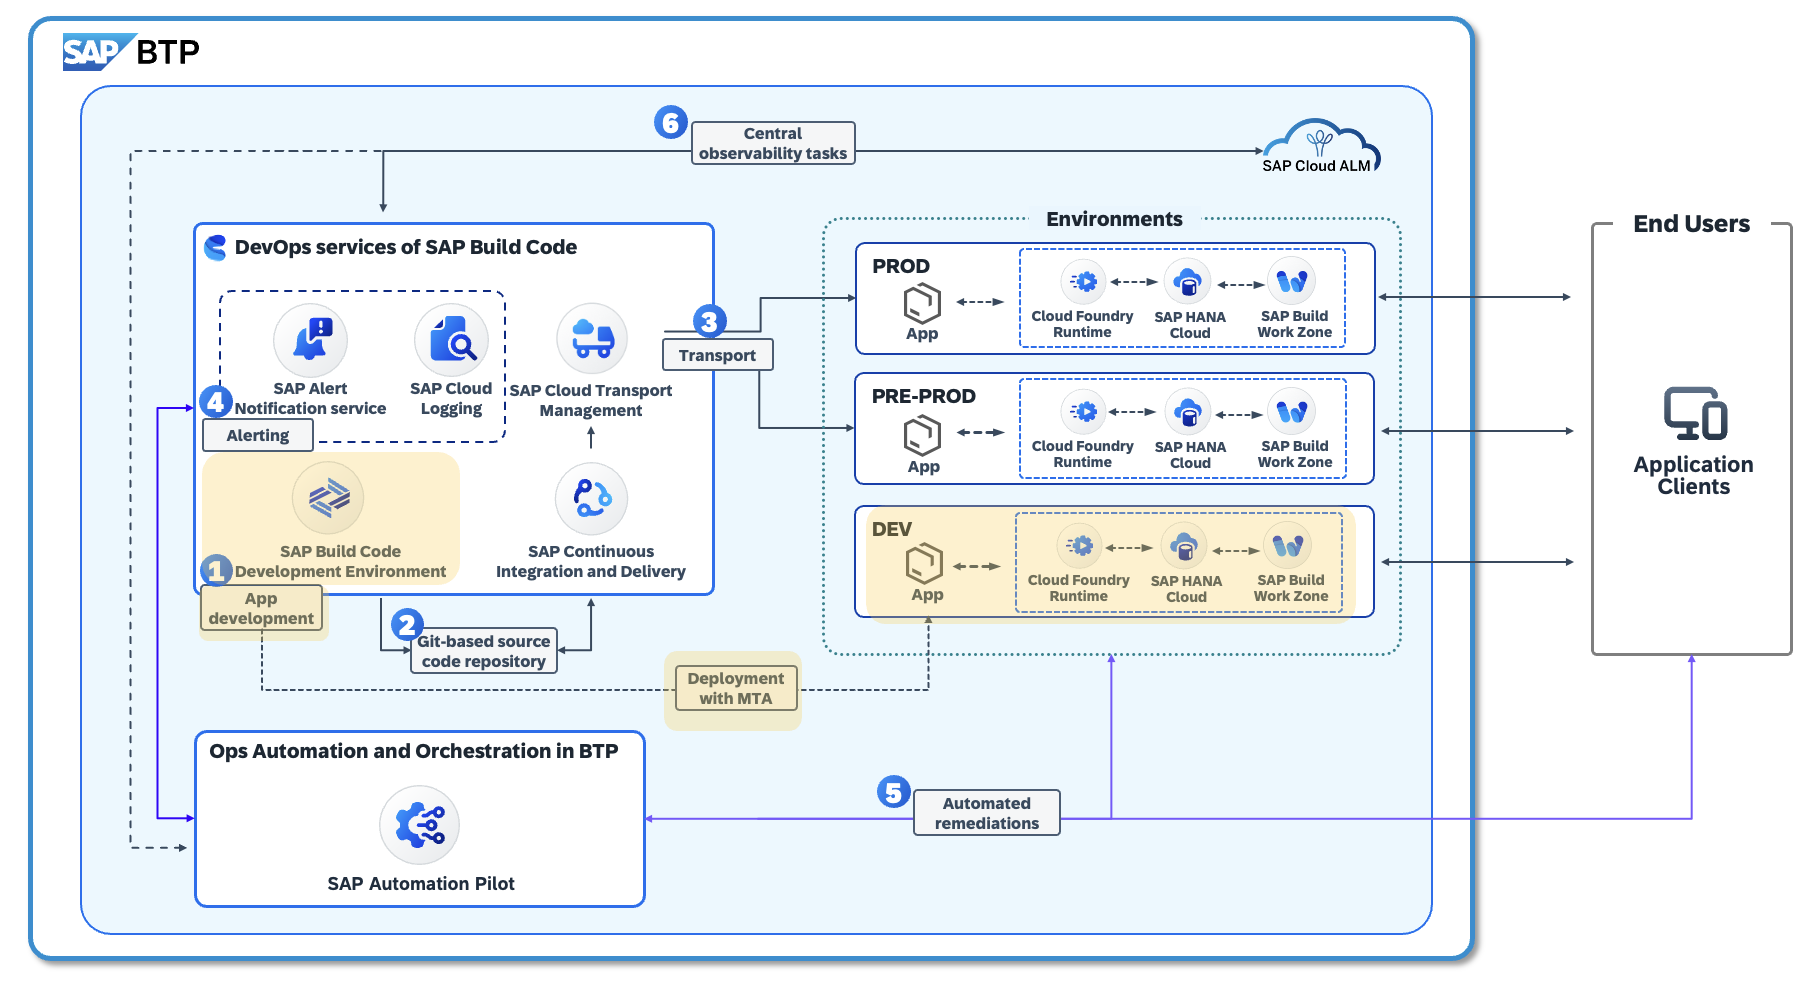 SAP BTP
6
Central
observability tasks
SAP Cloud ALM
DevOps services of SAP Build Code
SAP Alert
Notification service
SAP Cloud
Logging
SAP Cloud Transport
Management
4
Alerting
SAP Build Code
Development Environment
SAP Continuous
Integration and Delivery
1
App
development
2
Git-based source
code repository
3
Transport
Deployment
with MTA
Environments
PROD
App
Cloud Foundry
Runtime
SAP HANA
Cloud
SAP Build
Work Zone
PRE-PROD
App
Cloud Foundry
Runtime
SAP HANA
Cloud
SAP Build
Work Zone
DEV
App
Cloud Foundry
Runtime
SAP HANA
Cloud
SAP Build
Work Zone
End Users
Application
Clients
Ops Automation and Orchestration in BTP
SAP Automation Pilot
5
Automated
remediations